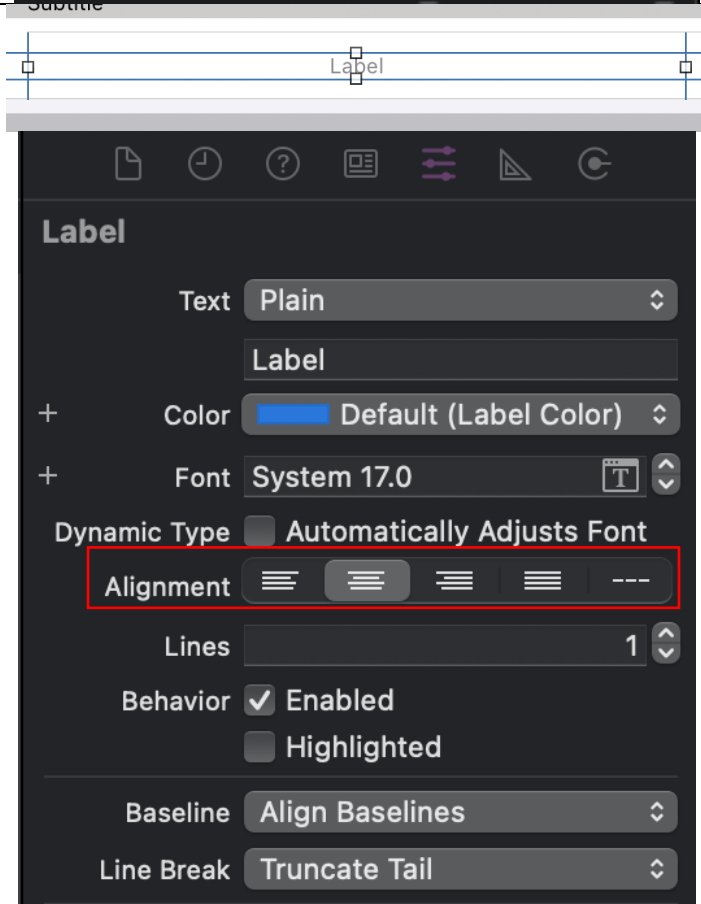 Subtitle
Label
Label
Text Plain
Label
+ Color Default (Label Color)
+ Font System 17.0 T
Dynamic Type Automatically Adjusts Font
Alignment ---
Lines 1
Behavior Enabled
Highlighted
Baseline Align Baselines
Line Break Truncate Tail